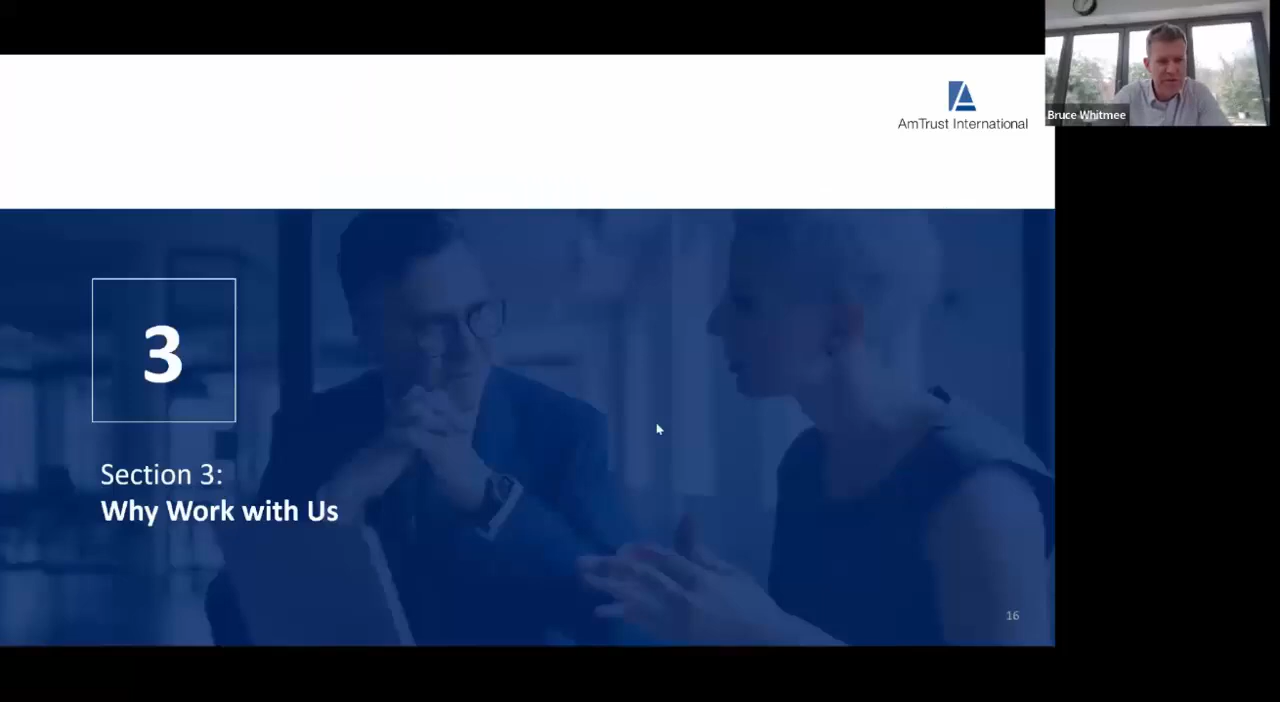 AmTrust International
Bruce Whitmee
3
Section 3:
Why Work with Us
16